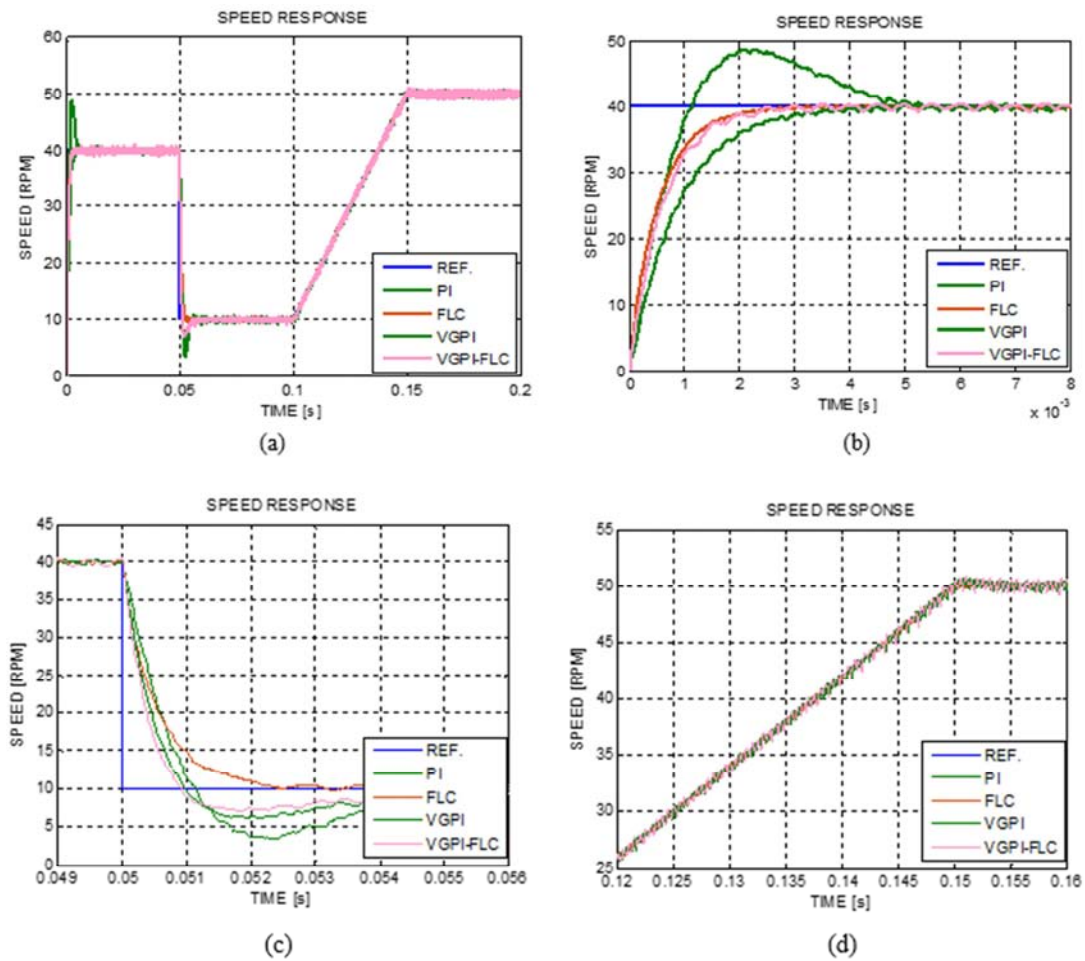 SPEED RESPONSE
60
50
40
30
20
10
0
SPEED [RPM]
REF.
PI
FLC
VGPI
VGPI-FLC
0 0.05 0.1 0.15 0.2
TIME [s]
(a)
SPEED RESPONSE
50
40
30
20
40
0
SPEED [RPM]
REF.
PI
FLC
VGPI
VGPI-FLC
0 1 2 3 4 5 6 7 8
TIME [s]
x 10⁻³
(b)
SPEED RESPONSE
45
40
35
30
25
20
15
10
5
0
SPEED [RPM]
REF.
PI
FLC
VGPI
VGPI-FLC
0.049 0.05 0.051 0.052 0.053 0.054 0.055 0.056
TIME [s]
(c)
SPEED RESPONSE
55
50
45
40
35
30
25
SPEED [RPM]
REF.
PI
FLC
VGPI
VGPI-FLC
0.12 0.125 0.13 0.135 0.14 0.145 0.15 0.155 0.16
TIME [s]
(d)